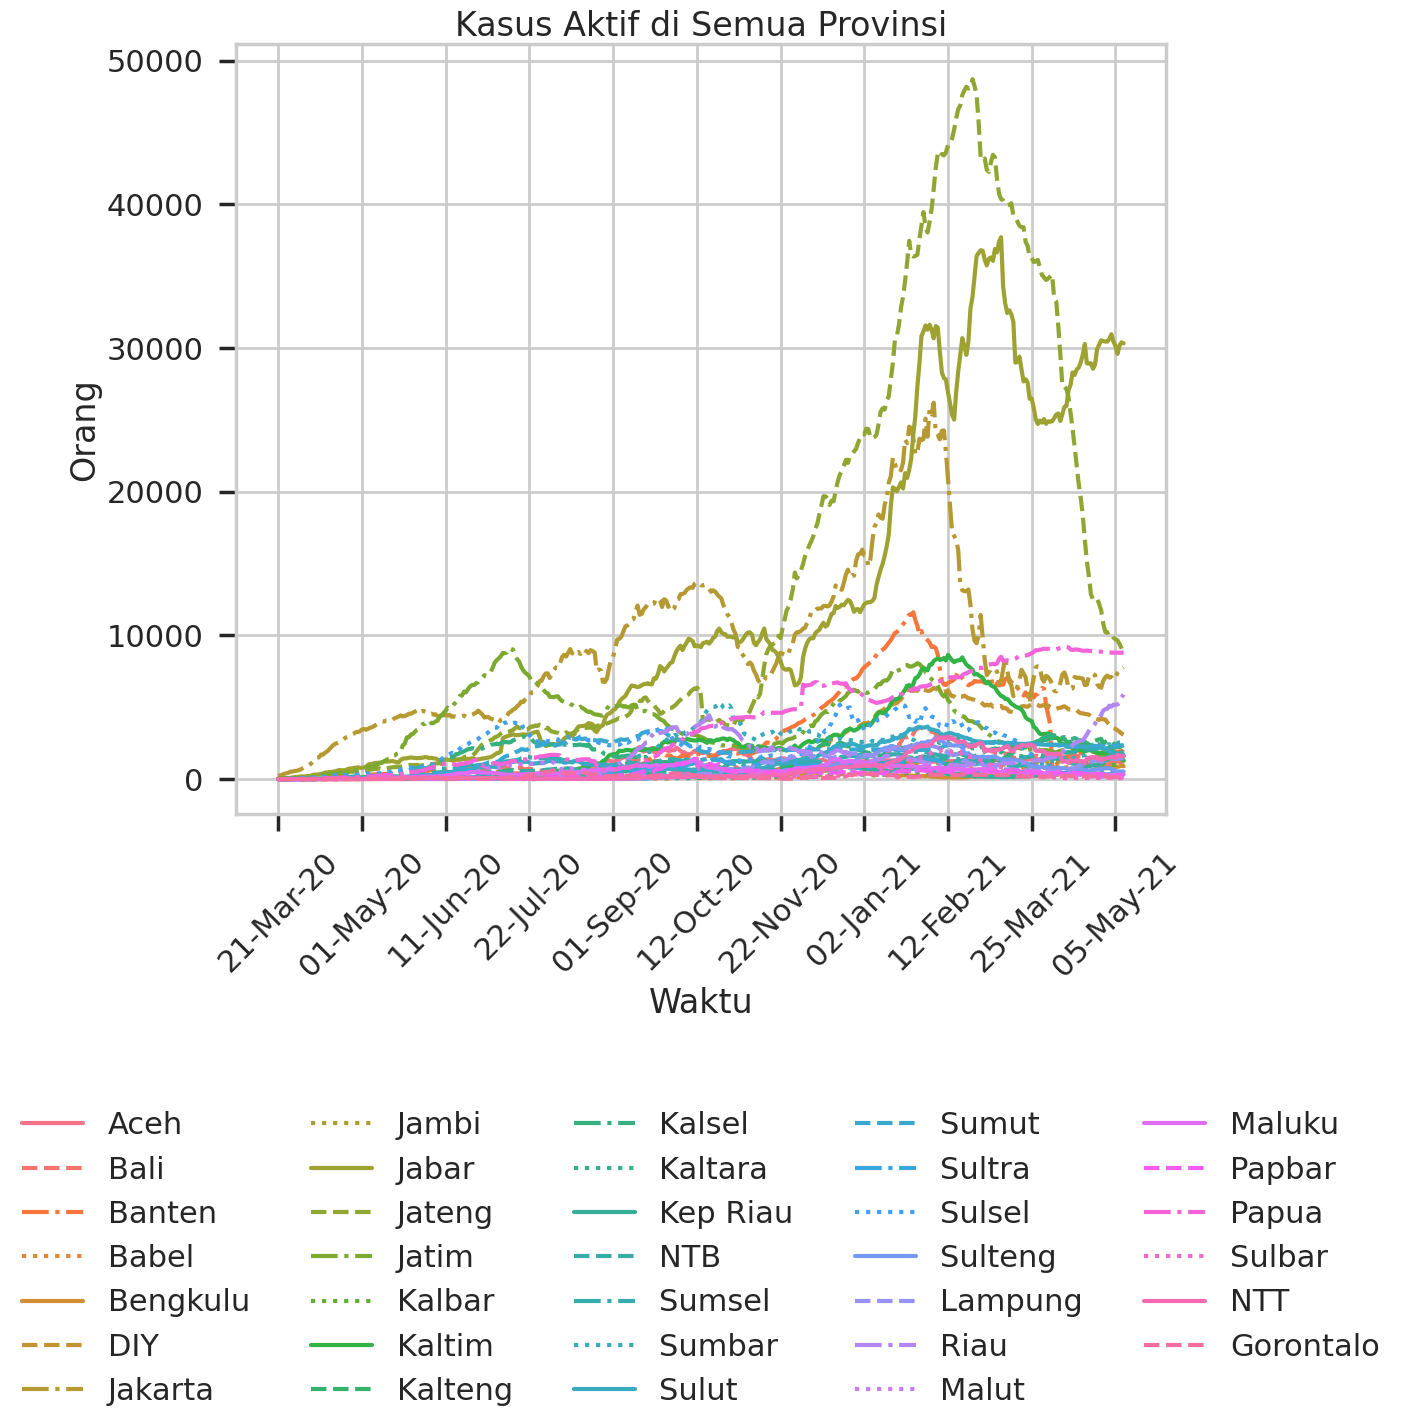 Kasus Aktif di Semua Provinsi
50000
40000
30000
20000
10000
0
Orang
21-Mar-20
01-May-20
11-Jun-20
22-Jul-20
01-Sep-20
12-Oct-20
22-Nov-20
02-Jan-21
12-Feb-21
25-Mar-21
05-May-21
Waktu
Aceh
Bali
Banten
Babel
Bengkulu
DIY
Jakarta
Jambi
Jabar
Jateng
Jatim
Kalbar
Kaltim
Kalteng
Kalsel
Kaltara
Kep Riau
NTB
Sumsel
Sumbar
Sulut
Sumut
Sultra
Sulsel
Sulteng
Lampung
Riau
Malut
Maluku
Papbar
Papua
Sulbar
NTT
Gorontalo